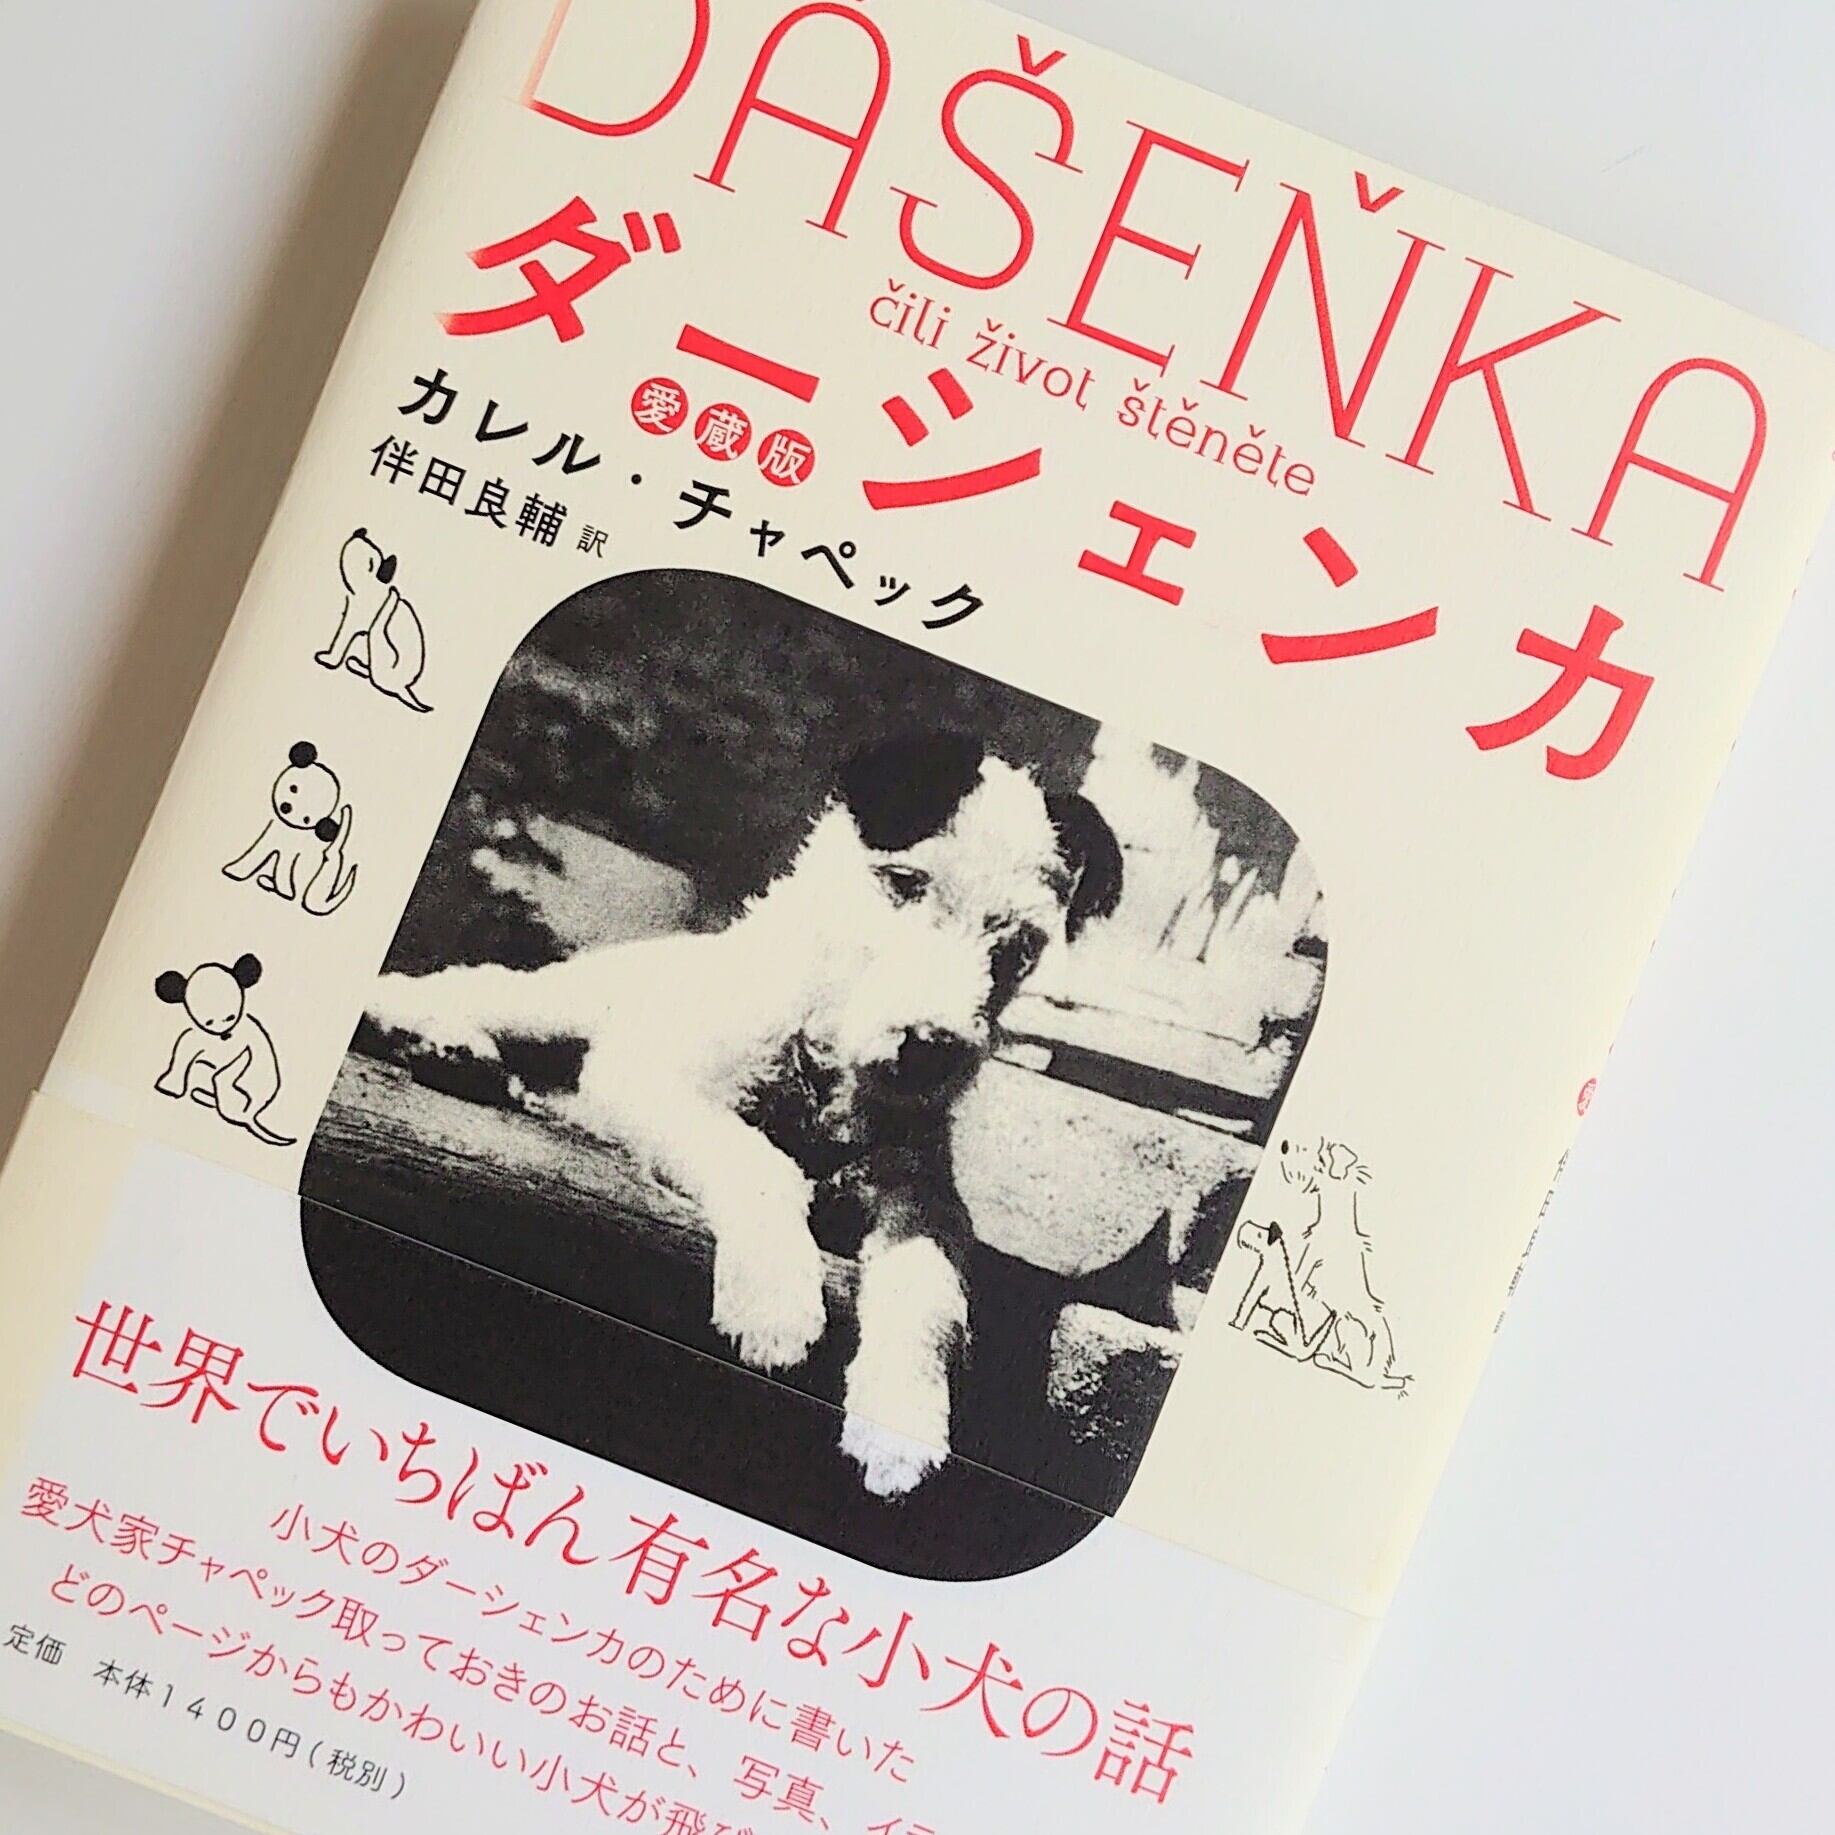 DÁŠEŇKA
čili život štěněte
ダーシェンカ
愛蔵版
カレル・チャペック
伴田良輔 訳
世界でいちばん有名な小犬の話
小犬のダーシェンカのために書いた
愛犬家チャペック取っておきのお話と、写真、イラ
どのページからもかわいい小犬が飛び
定価 本体1400円(税別)